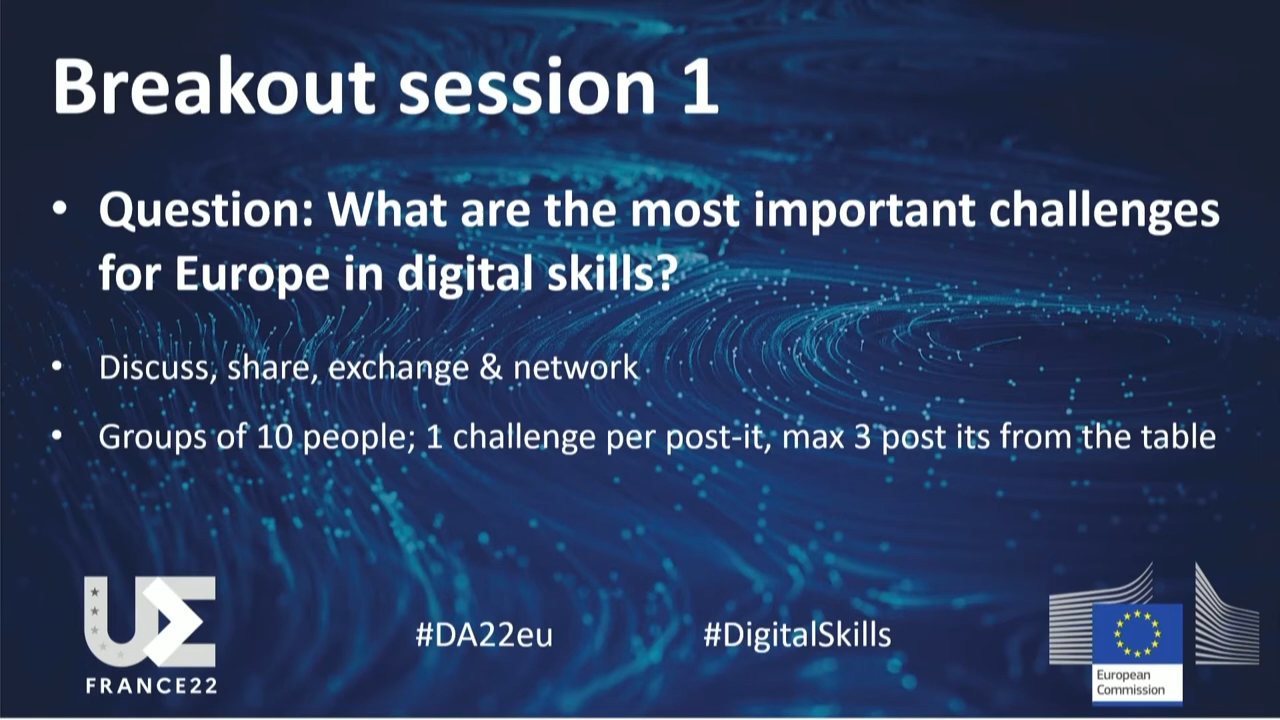 Breakout session 1
• Question: What are the most important challenges
for Europe in digital skills?
• Discuss, share, exchange & network
• Groups of 10 people; 1 challenge per post-it, max 3 post its from the table
UE
FRANCE22
#DA22eu
#DigitalSkills
European
Commission